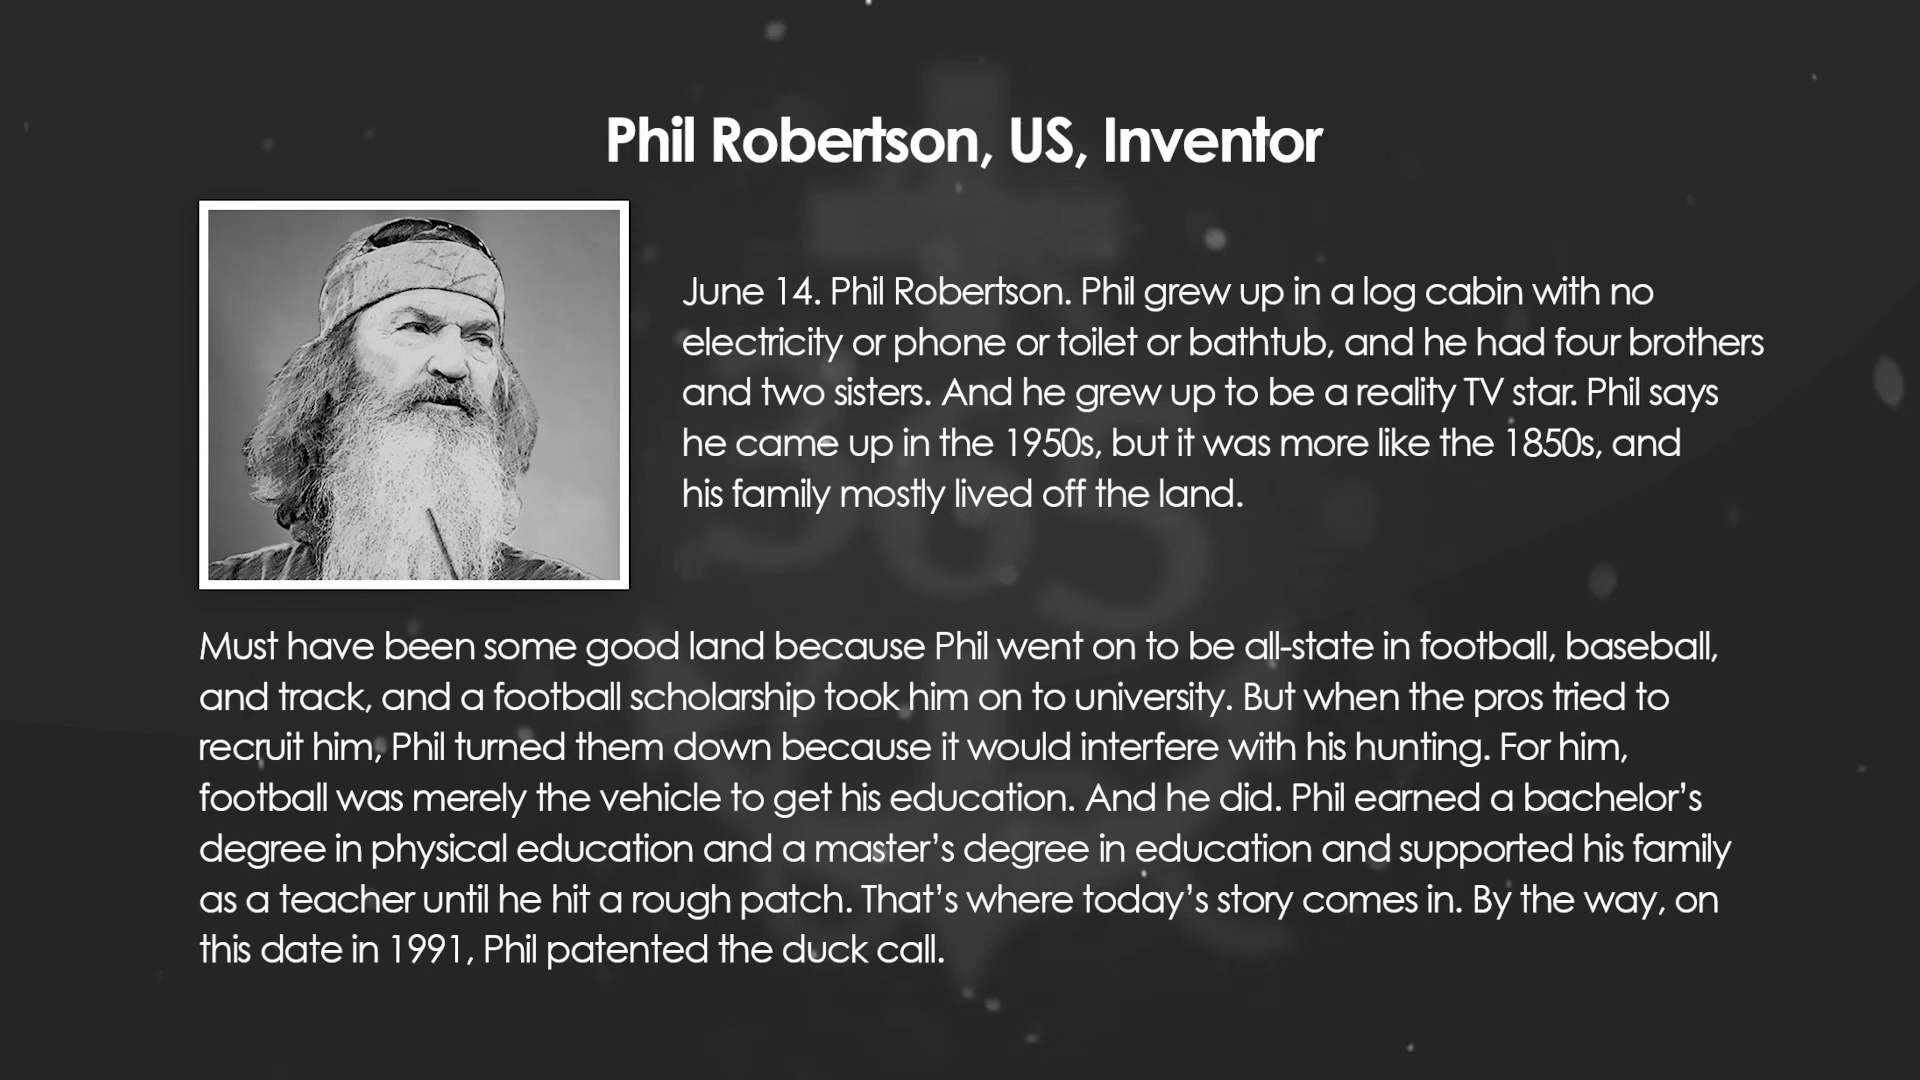 Phil Robertson, US, Inventor
June 14. Phil Robertson. Phil grew up in a log cabin with no
electricity or phone or toilet or bathtub, and he had four brothers
and two sisters. And he grew up to be a reality TV star. Phil says
he came up in the 1950s, but it was more like the 1850s, and
his family mostly lived off the land.
365
Must have been some good land because Phil went on to be all-state in football, baseball,
and track, and a football scholarship took him on to university. But when the pros tried to
recruit him, Phil turned them down because it would interfere with his hunting. For him,
football was merely the vehicle to get his education. And he did. Phil earned a bachelor’s
degree in physical education and a master’s degree in education and supported his family
as a teacher until he hit a rough patch. That’s where today’s story comes in. By the way, on
this date in 1991, Phil patented the duck call.